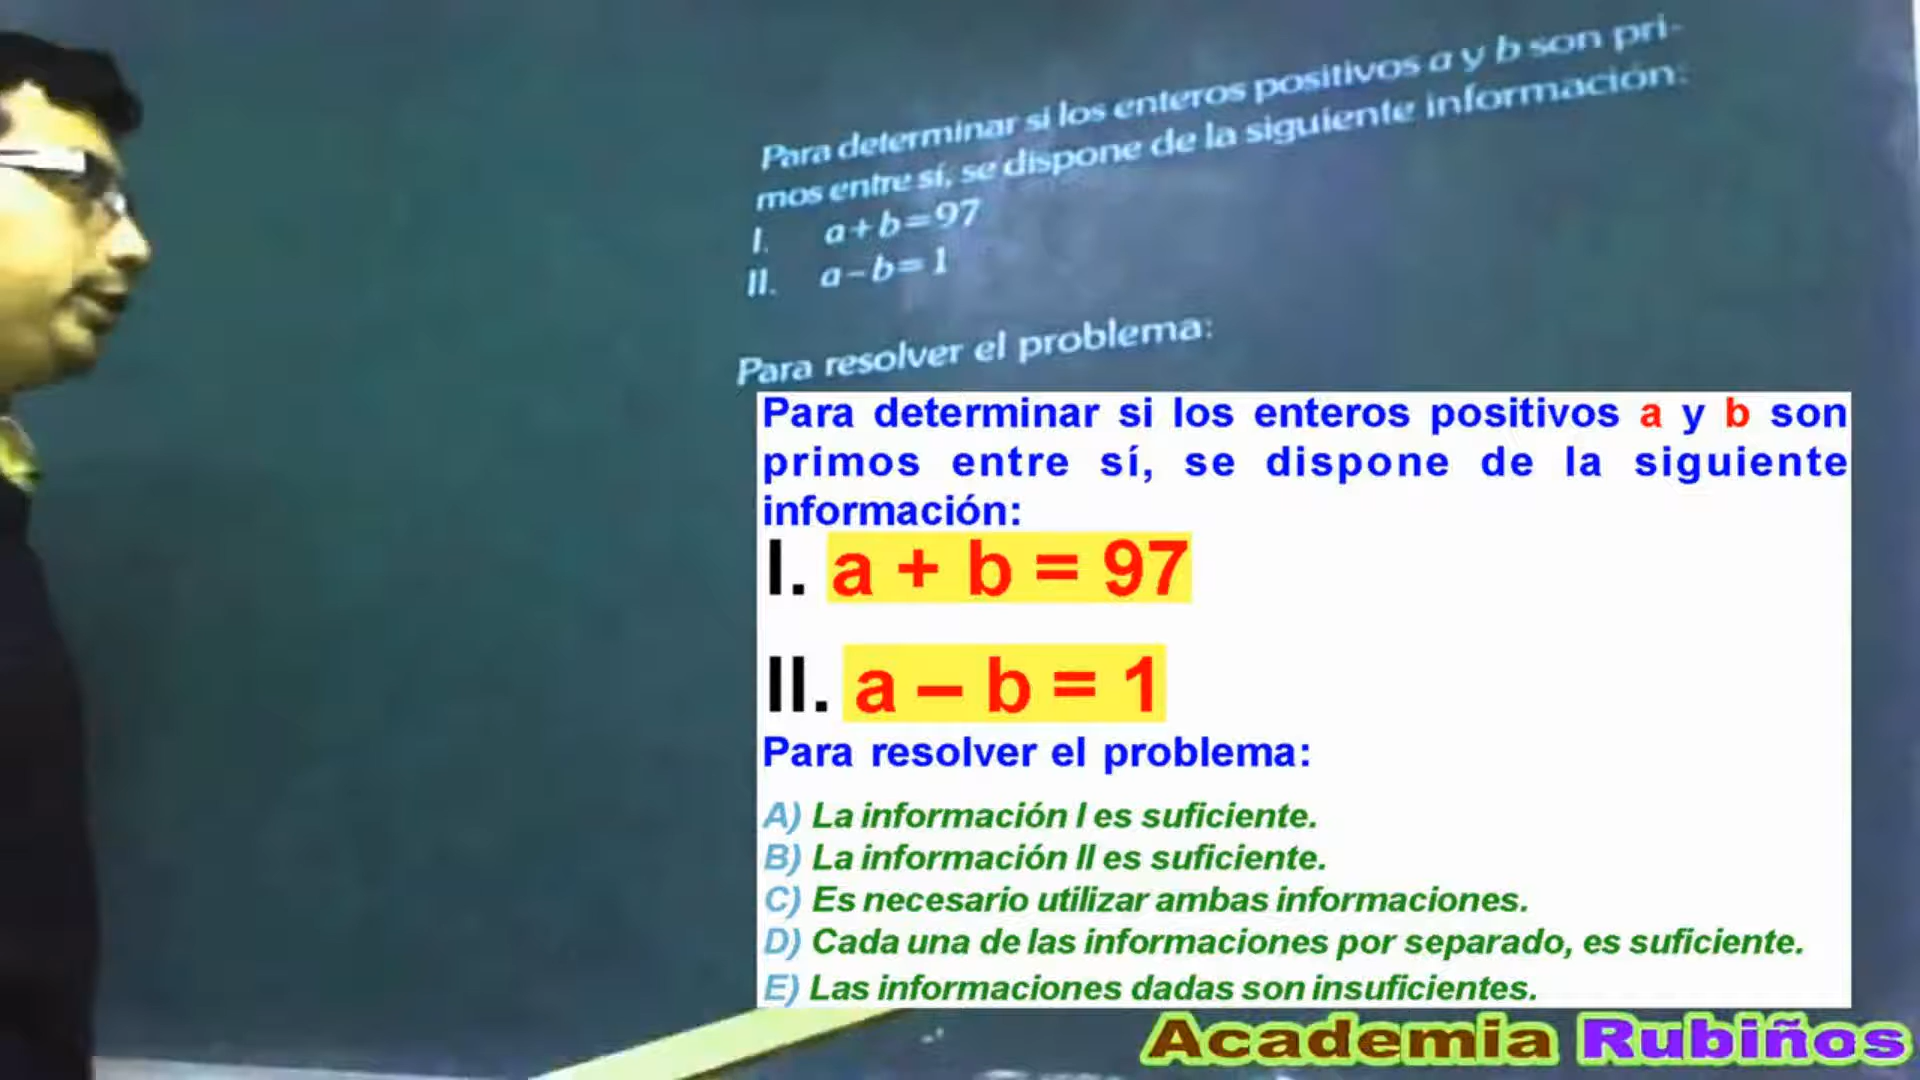 Para determinar si los enteros positivos a y b son pri-
mos entre sí, se dispone de la siguiente información:
I. a+b=97
II. a-b=1
Para resolver el problema:
Para determinar si los enteros positivos a y b son
primos entre sí, se dispone de la siguiente
información:
I. a + b = 97
II. a – b = 1
Para resolver el problema:
A) La información I es suficiente.
B) La información II es suficiente.
C) Es necesario utilizar ambas informaciones.
D) Cada una de las informaciones por separado, es suficiente.
E) Las informaciones dadas son insuficientes.
Academia Rubiños